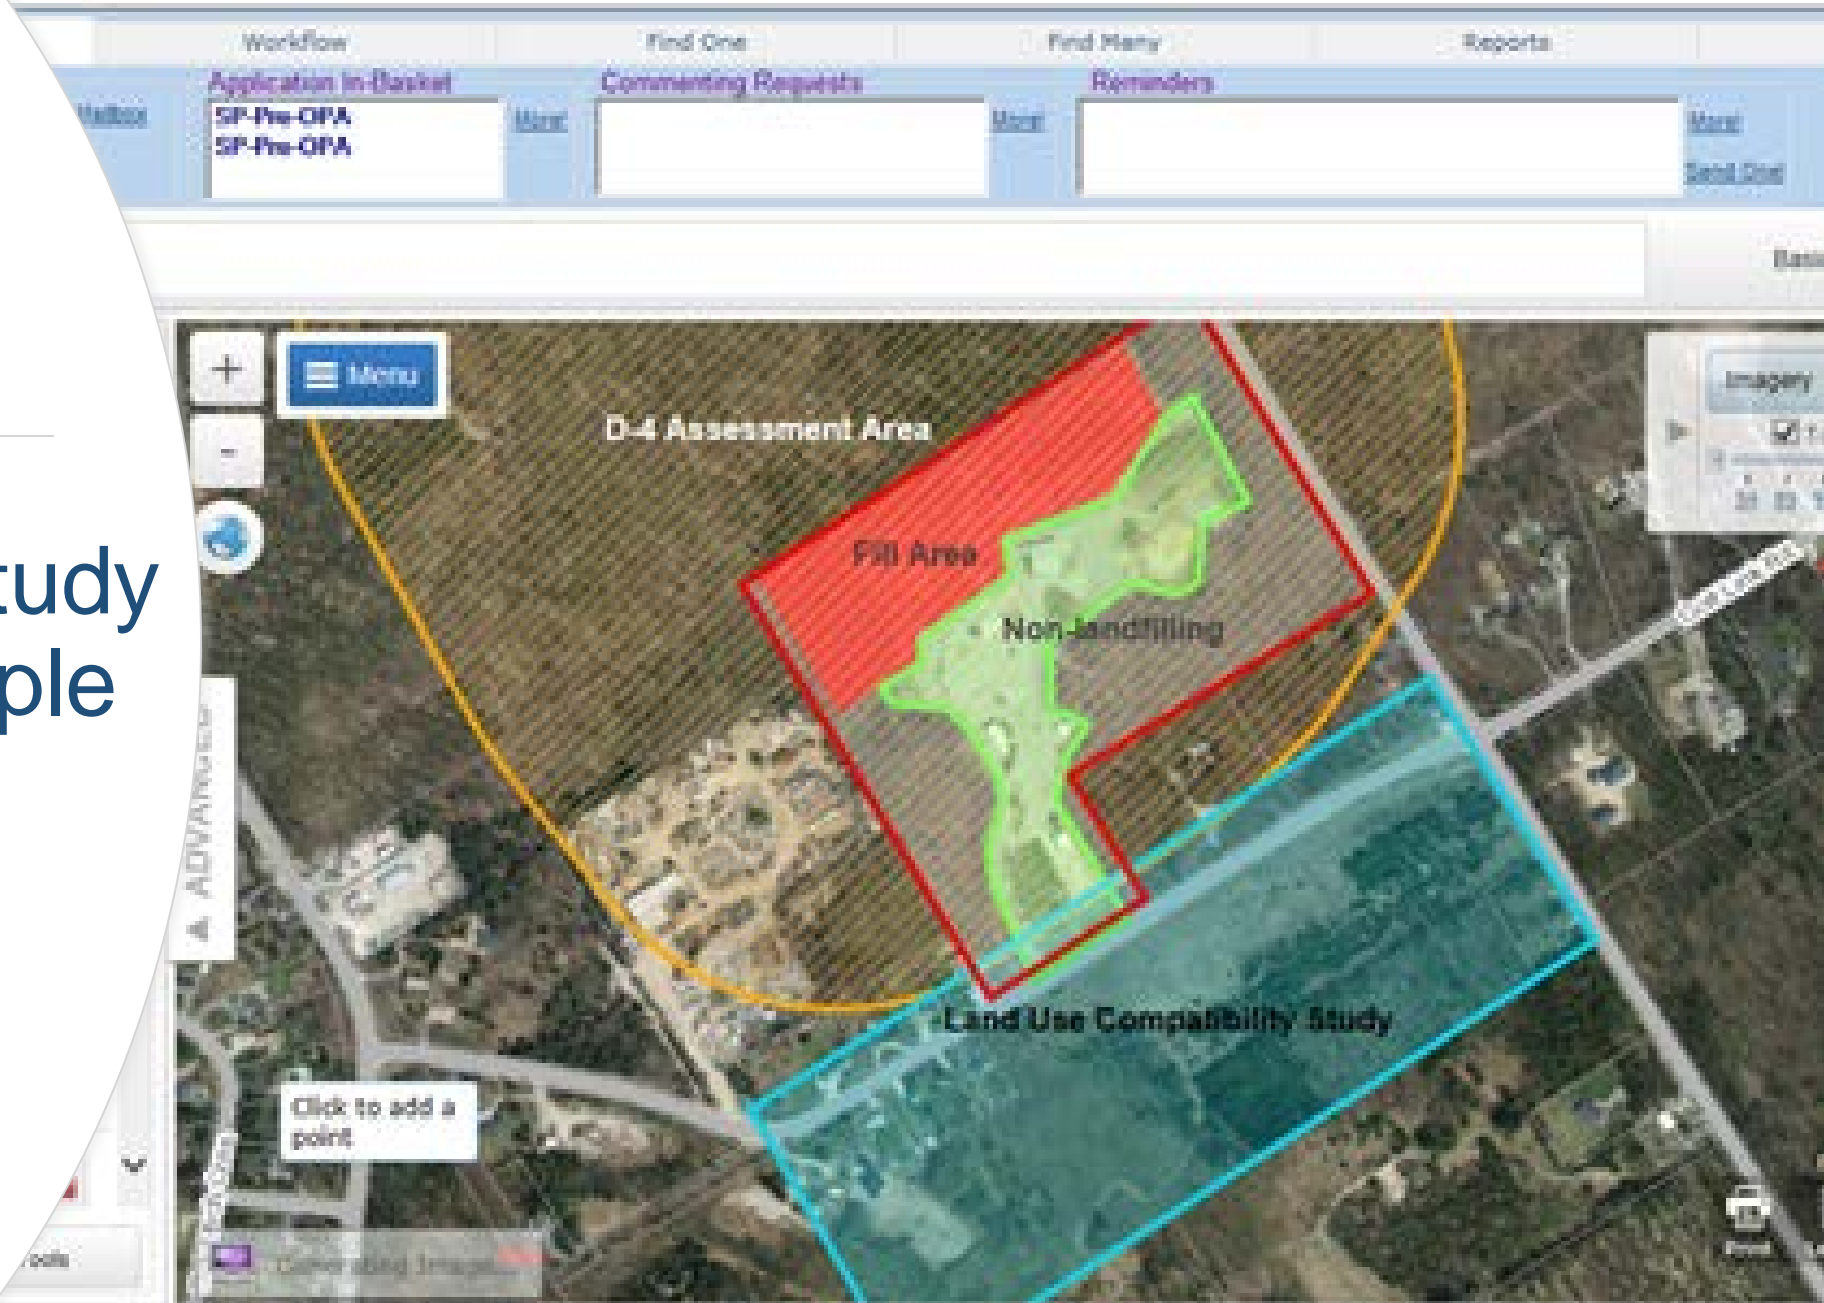 Workflow
Find One
Find Many
Reports
Application In-Basket
Commenting Requests
Reminders
SP-Pre-OPA
SP-Pre-OPA
More!
More!
More!
Send One!
+
Menu
-
Imagery
D-4 Assessment Area
Fill Area
Non-landfilling
tudy
ple
ADVANCED
Land Use Compatibility Study
Click to add a
point
Print